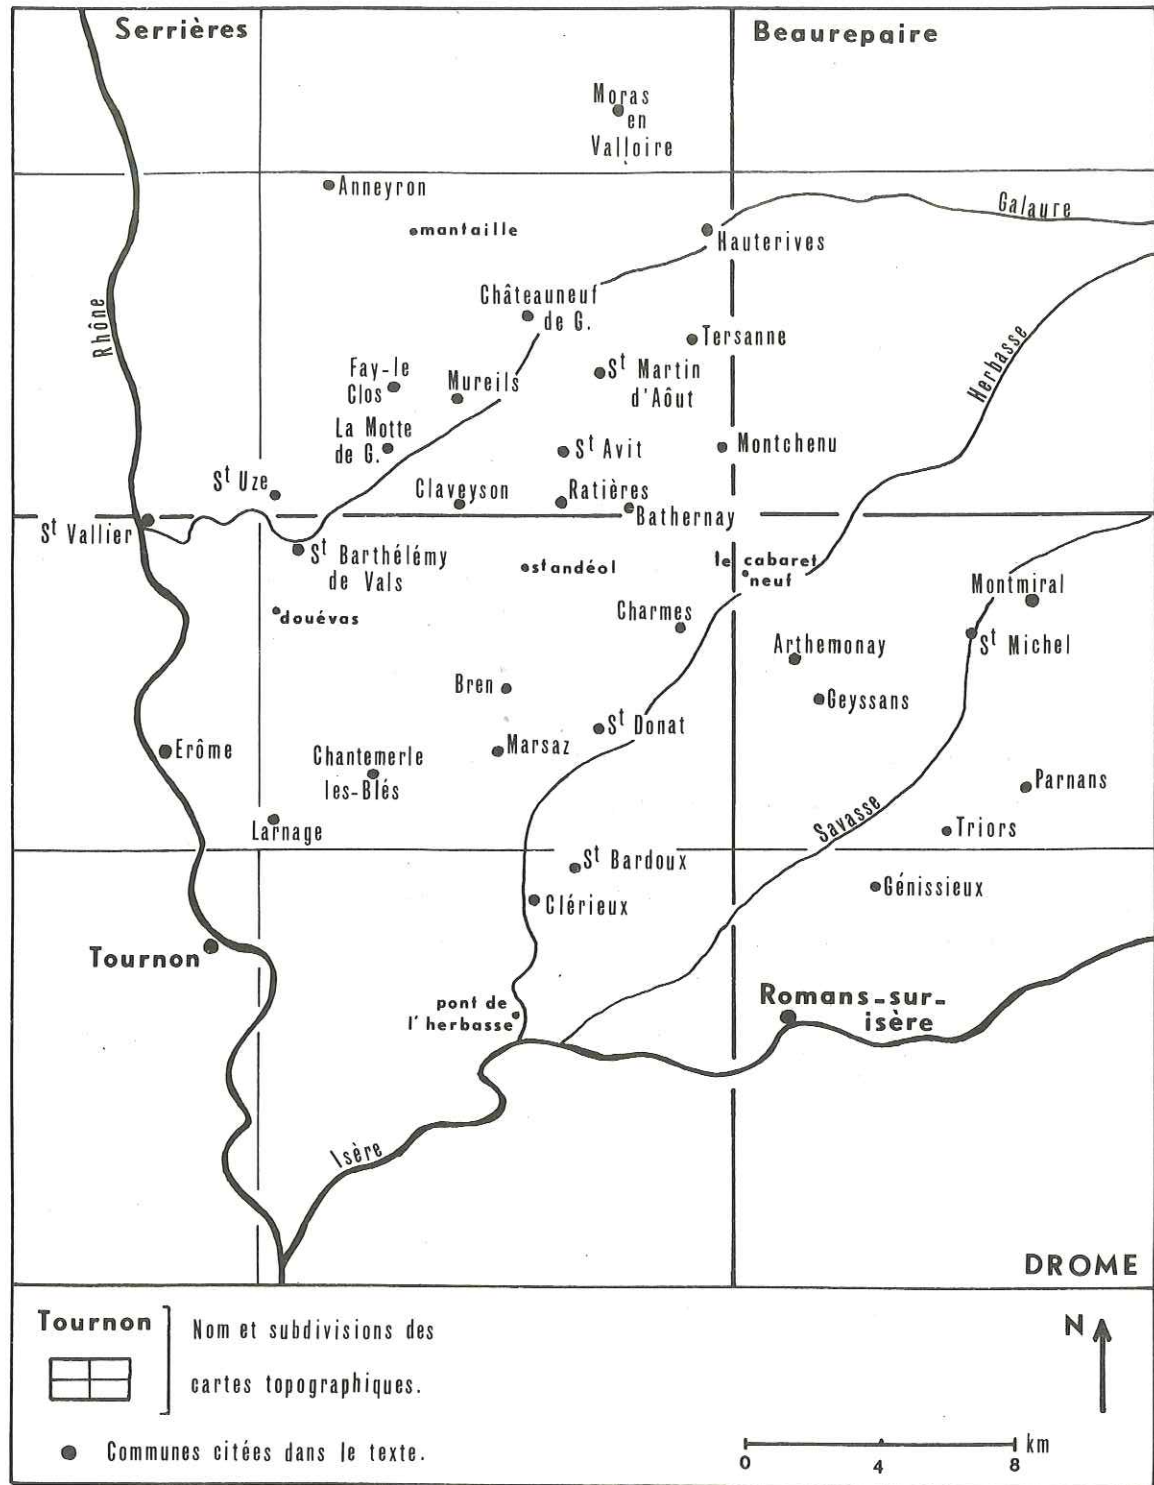 Serrières
Beaurepaire
Moras
en
Valloire
Anneyron
mantaille
Galaure
Hauterives
Rhône
Châteauneuf
de G.
Tersanne
Herbasse
Fay-le
Clos
Mureils
St Martin
d'Aôut
La Motte
de G.
St Avit
Montchenu
St Uze
Claveyson
Ratières
Bathernay
St Vallier
St Barthélémy
de Vals
st andéol
le cabaret
neuf
Montmiral
douévas
Charmes
Arthemonay
St Michel
Bren
Geyssans
St Donat
Erôme
Chantemerle
les-Blés
Marsaz
Parnans
Larnage
Savasse
Triors
St Bardoux
Clérieux
Génissieux
Tournon
pont de
l'herbasse
Romans-sur-
isère
Isère
DROME
Tournon
Nom et subdivisions des
cartes topographiques.
N
Communes citées dans le texte.
km
0 4 8